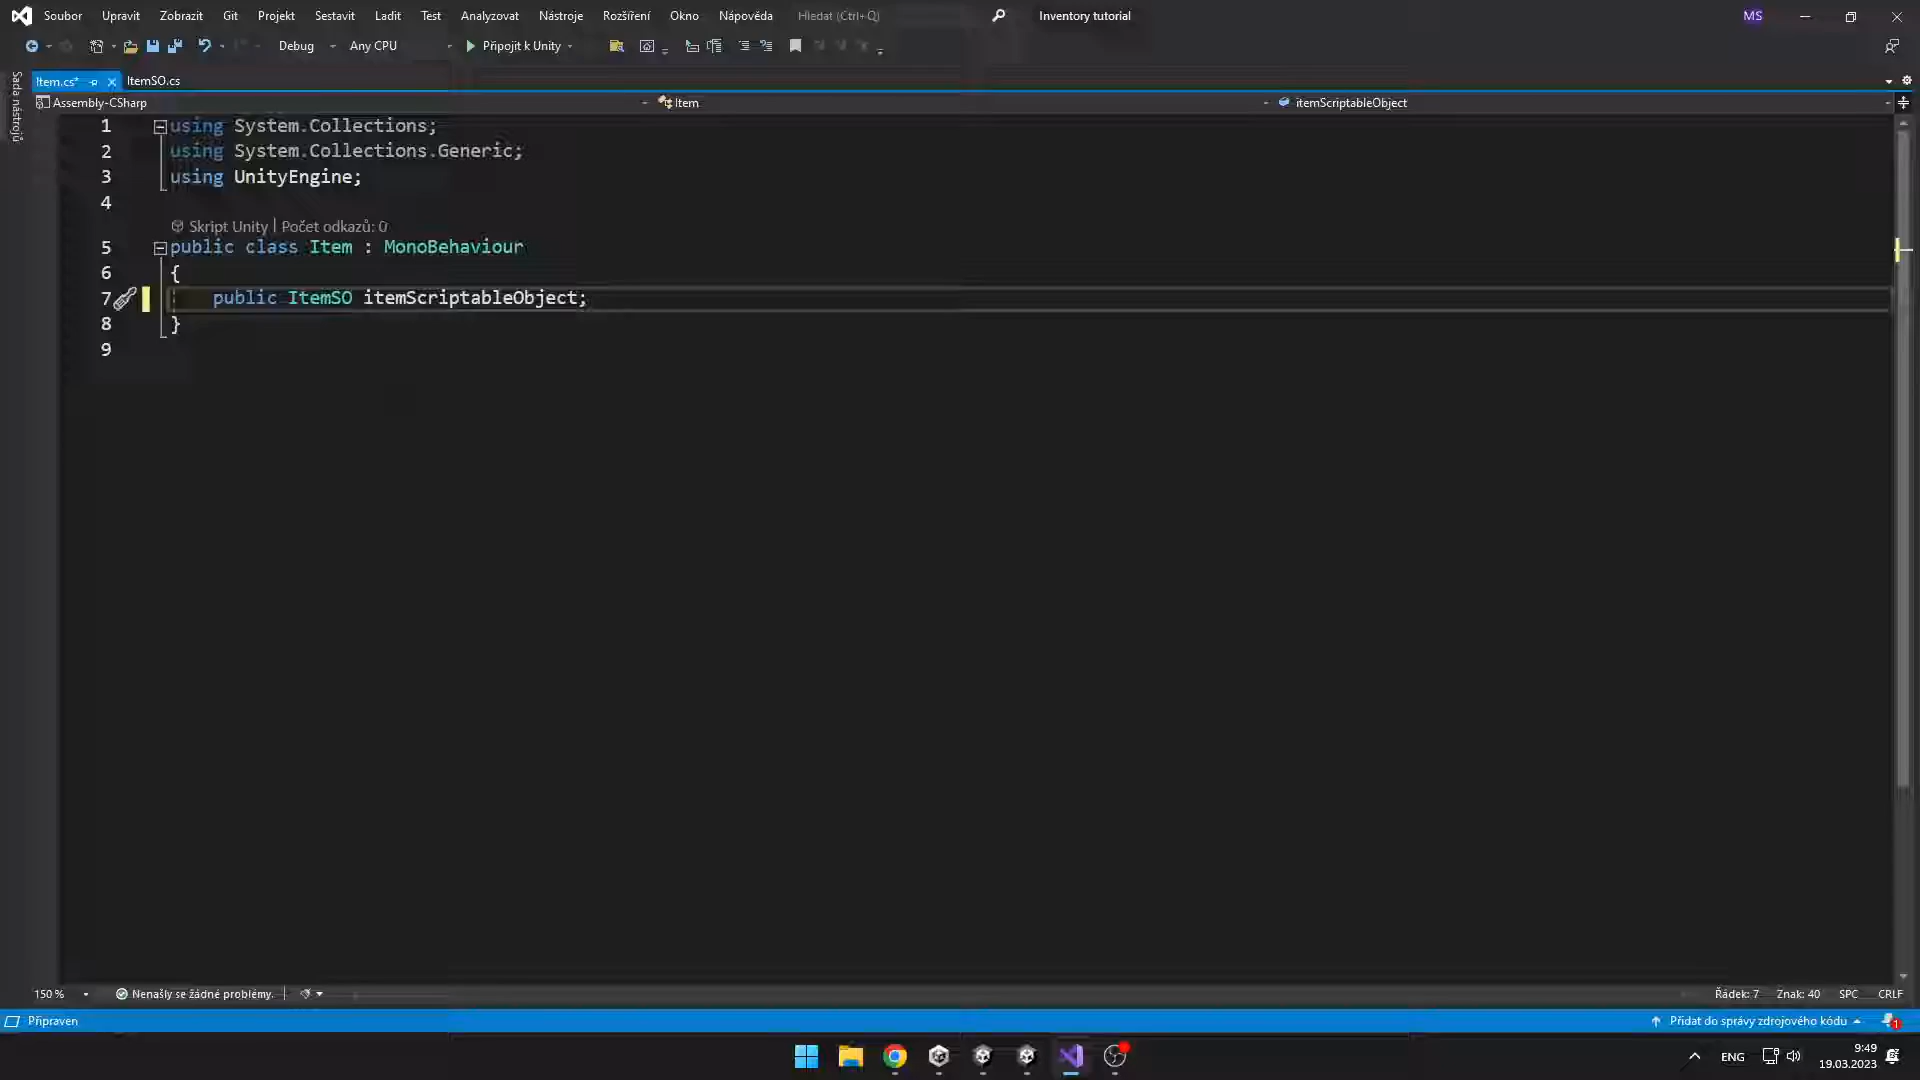 Soubor Upravit Zobrazit Git Projekt Sestavit Ladit Test Analyzovat Nástroje Rozšíření Okno Nápověda Hledat (Ctrl+Q) Inventory tutorial MS
Debug Any CPU Připojit k Unity
Sada nástrojů
Item.cs* ItemSO.cs
Assembly-CSharp Item itemScriptableObject
1 using System.Collections;
2 using System.Collections.Generic;
3 using UnityEngine;
4
Skript Unity | Počet odkazů: 0
5 public class Item : MonoBehaviour
6 {
7 public ItemSO itemScriptableObject;
8 }
9
150 % Nenašly se žádné problémy. Řádek: 7 Znak: 40 SPC CRLF
Připraven Přidat do správy zdrojového kódu 1
ENG 9:49
19.03.2023